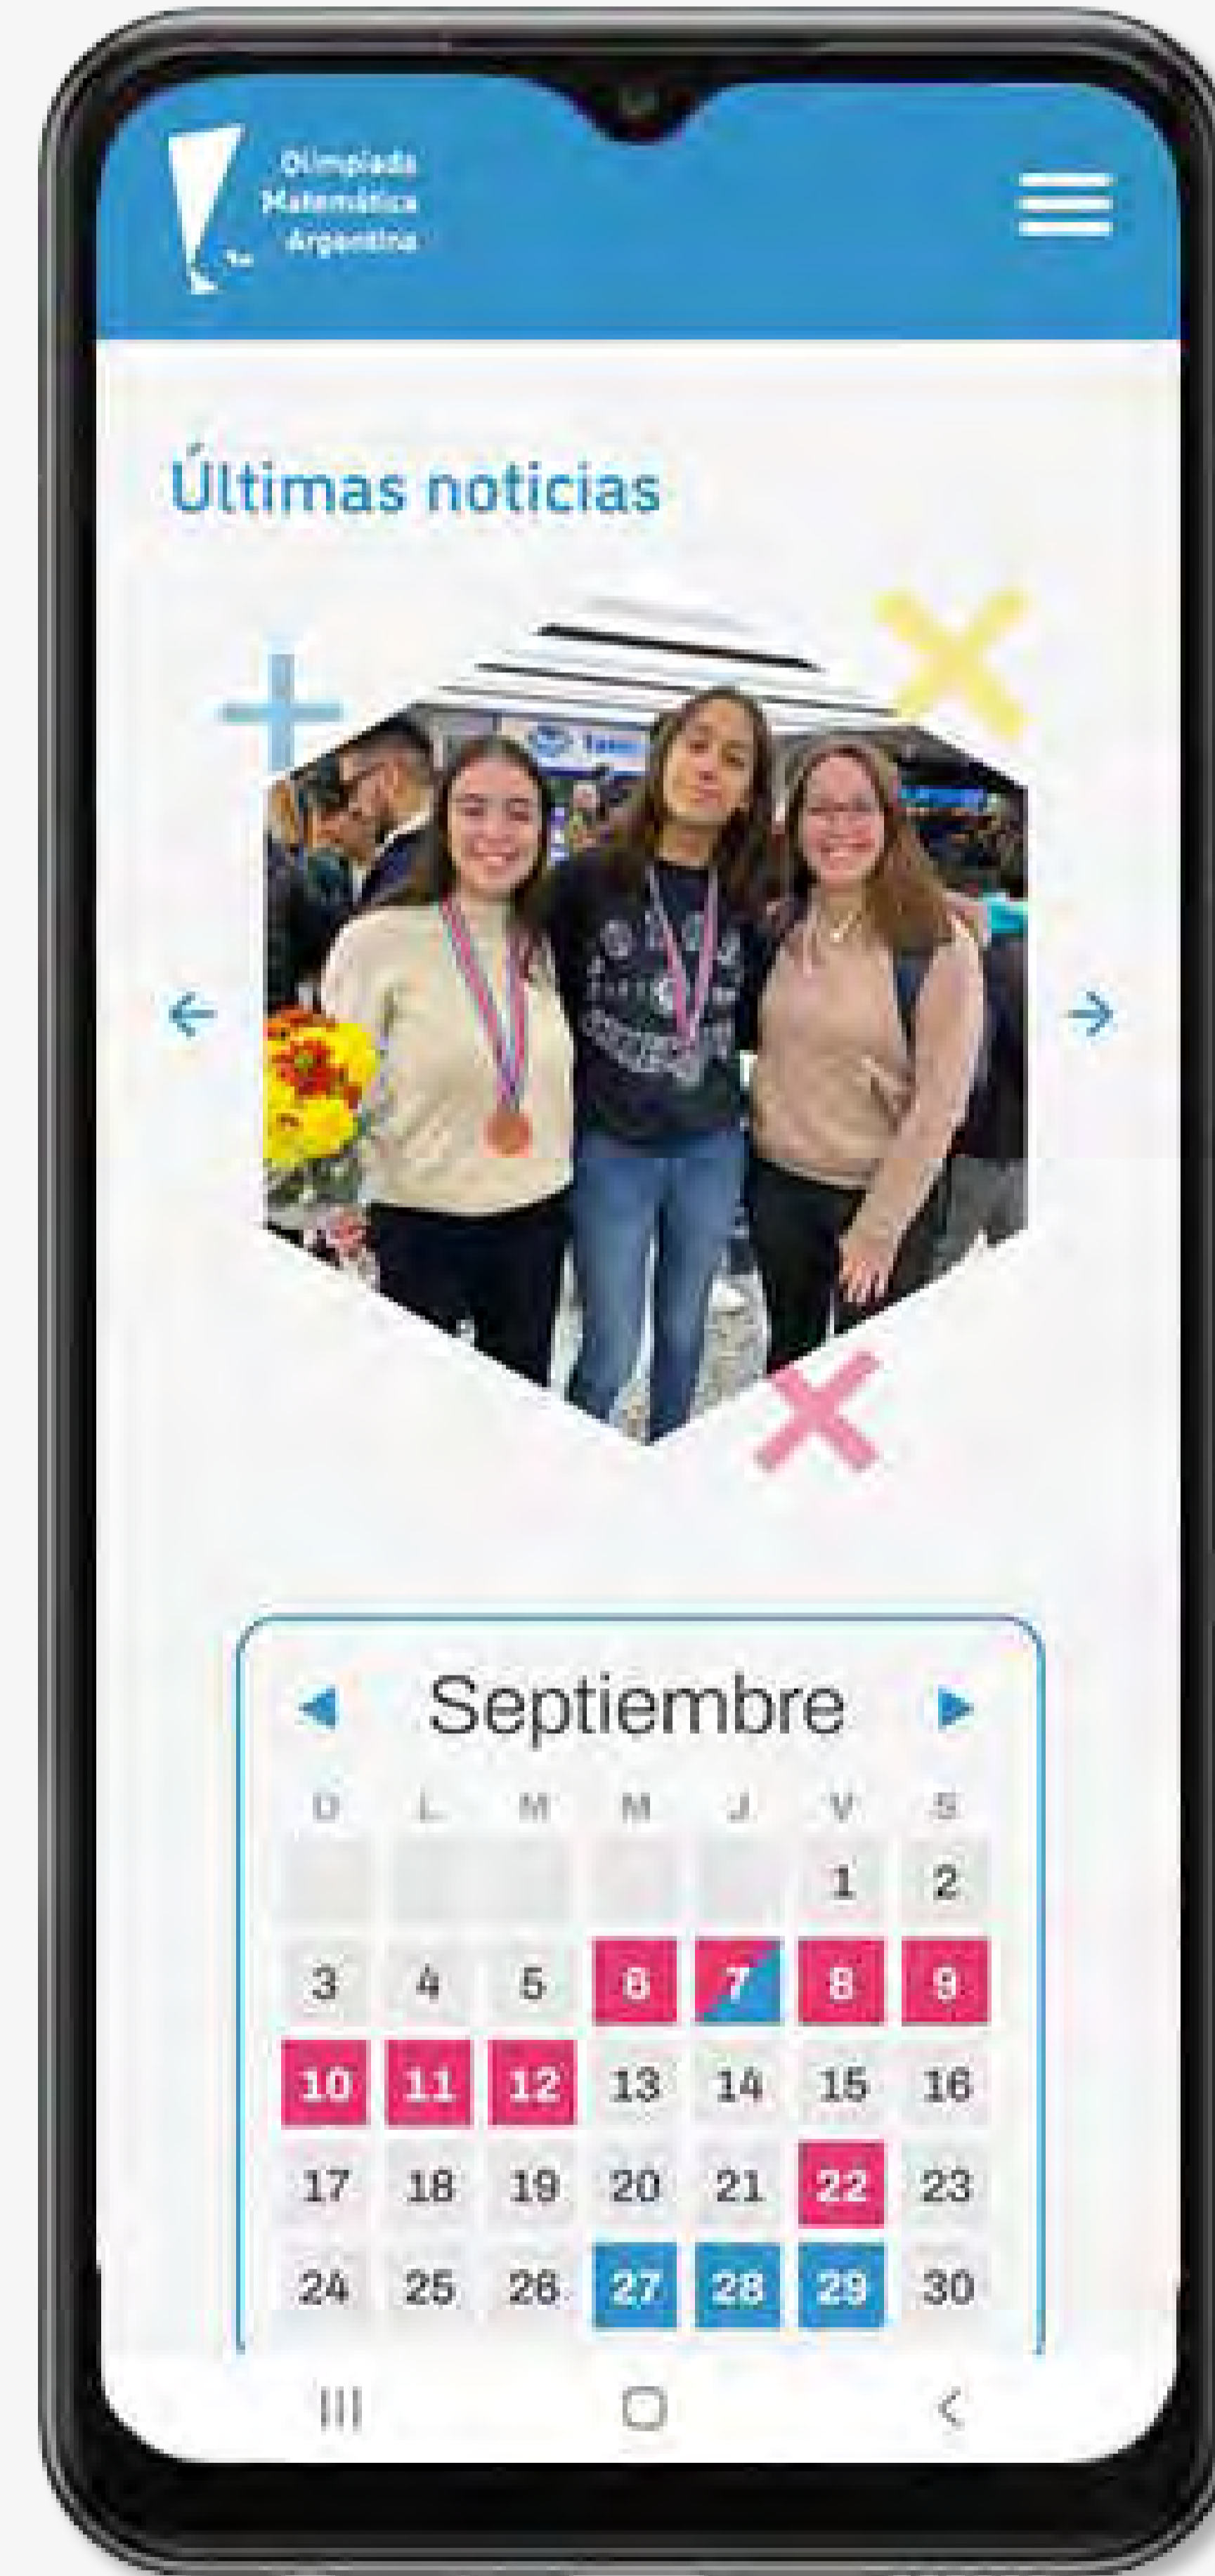 Olimpiada
Matemática
Argentina
Últimas noticias
Septiembre
D L M M J V S
1 2
3 4 5 6 7 8 9
10 11 12 13 14 15 16
17 18 19 20 21 22 23
24 25 26 27 28 29 30